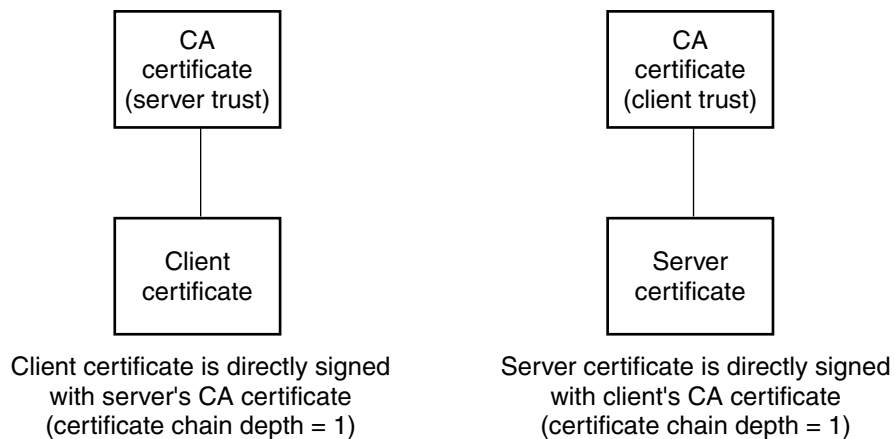 CA
certificate
(server trust)
Client
certificate
Client certificate is directly signed
with server's CA certificate
(certificate chain depth = 1)
CA
certificate
(client trust)
Server
certificate
Server certificate is directly signed
with client's CA certificate
(certificate chain depth = 1)